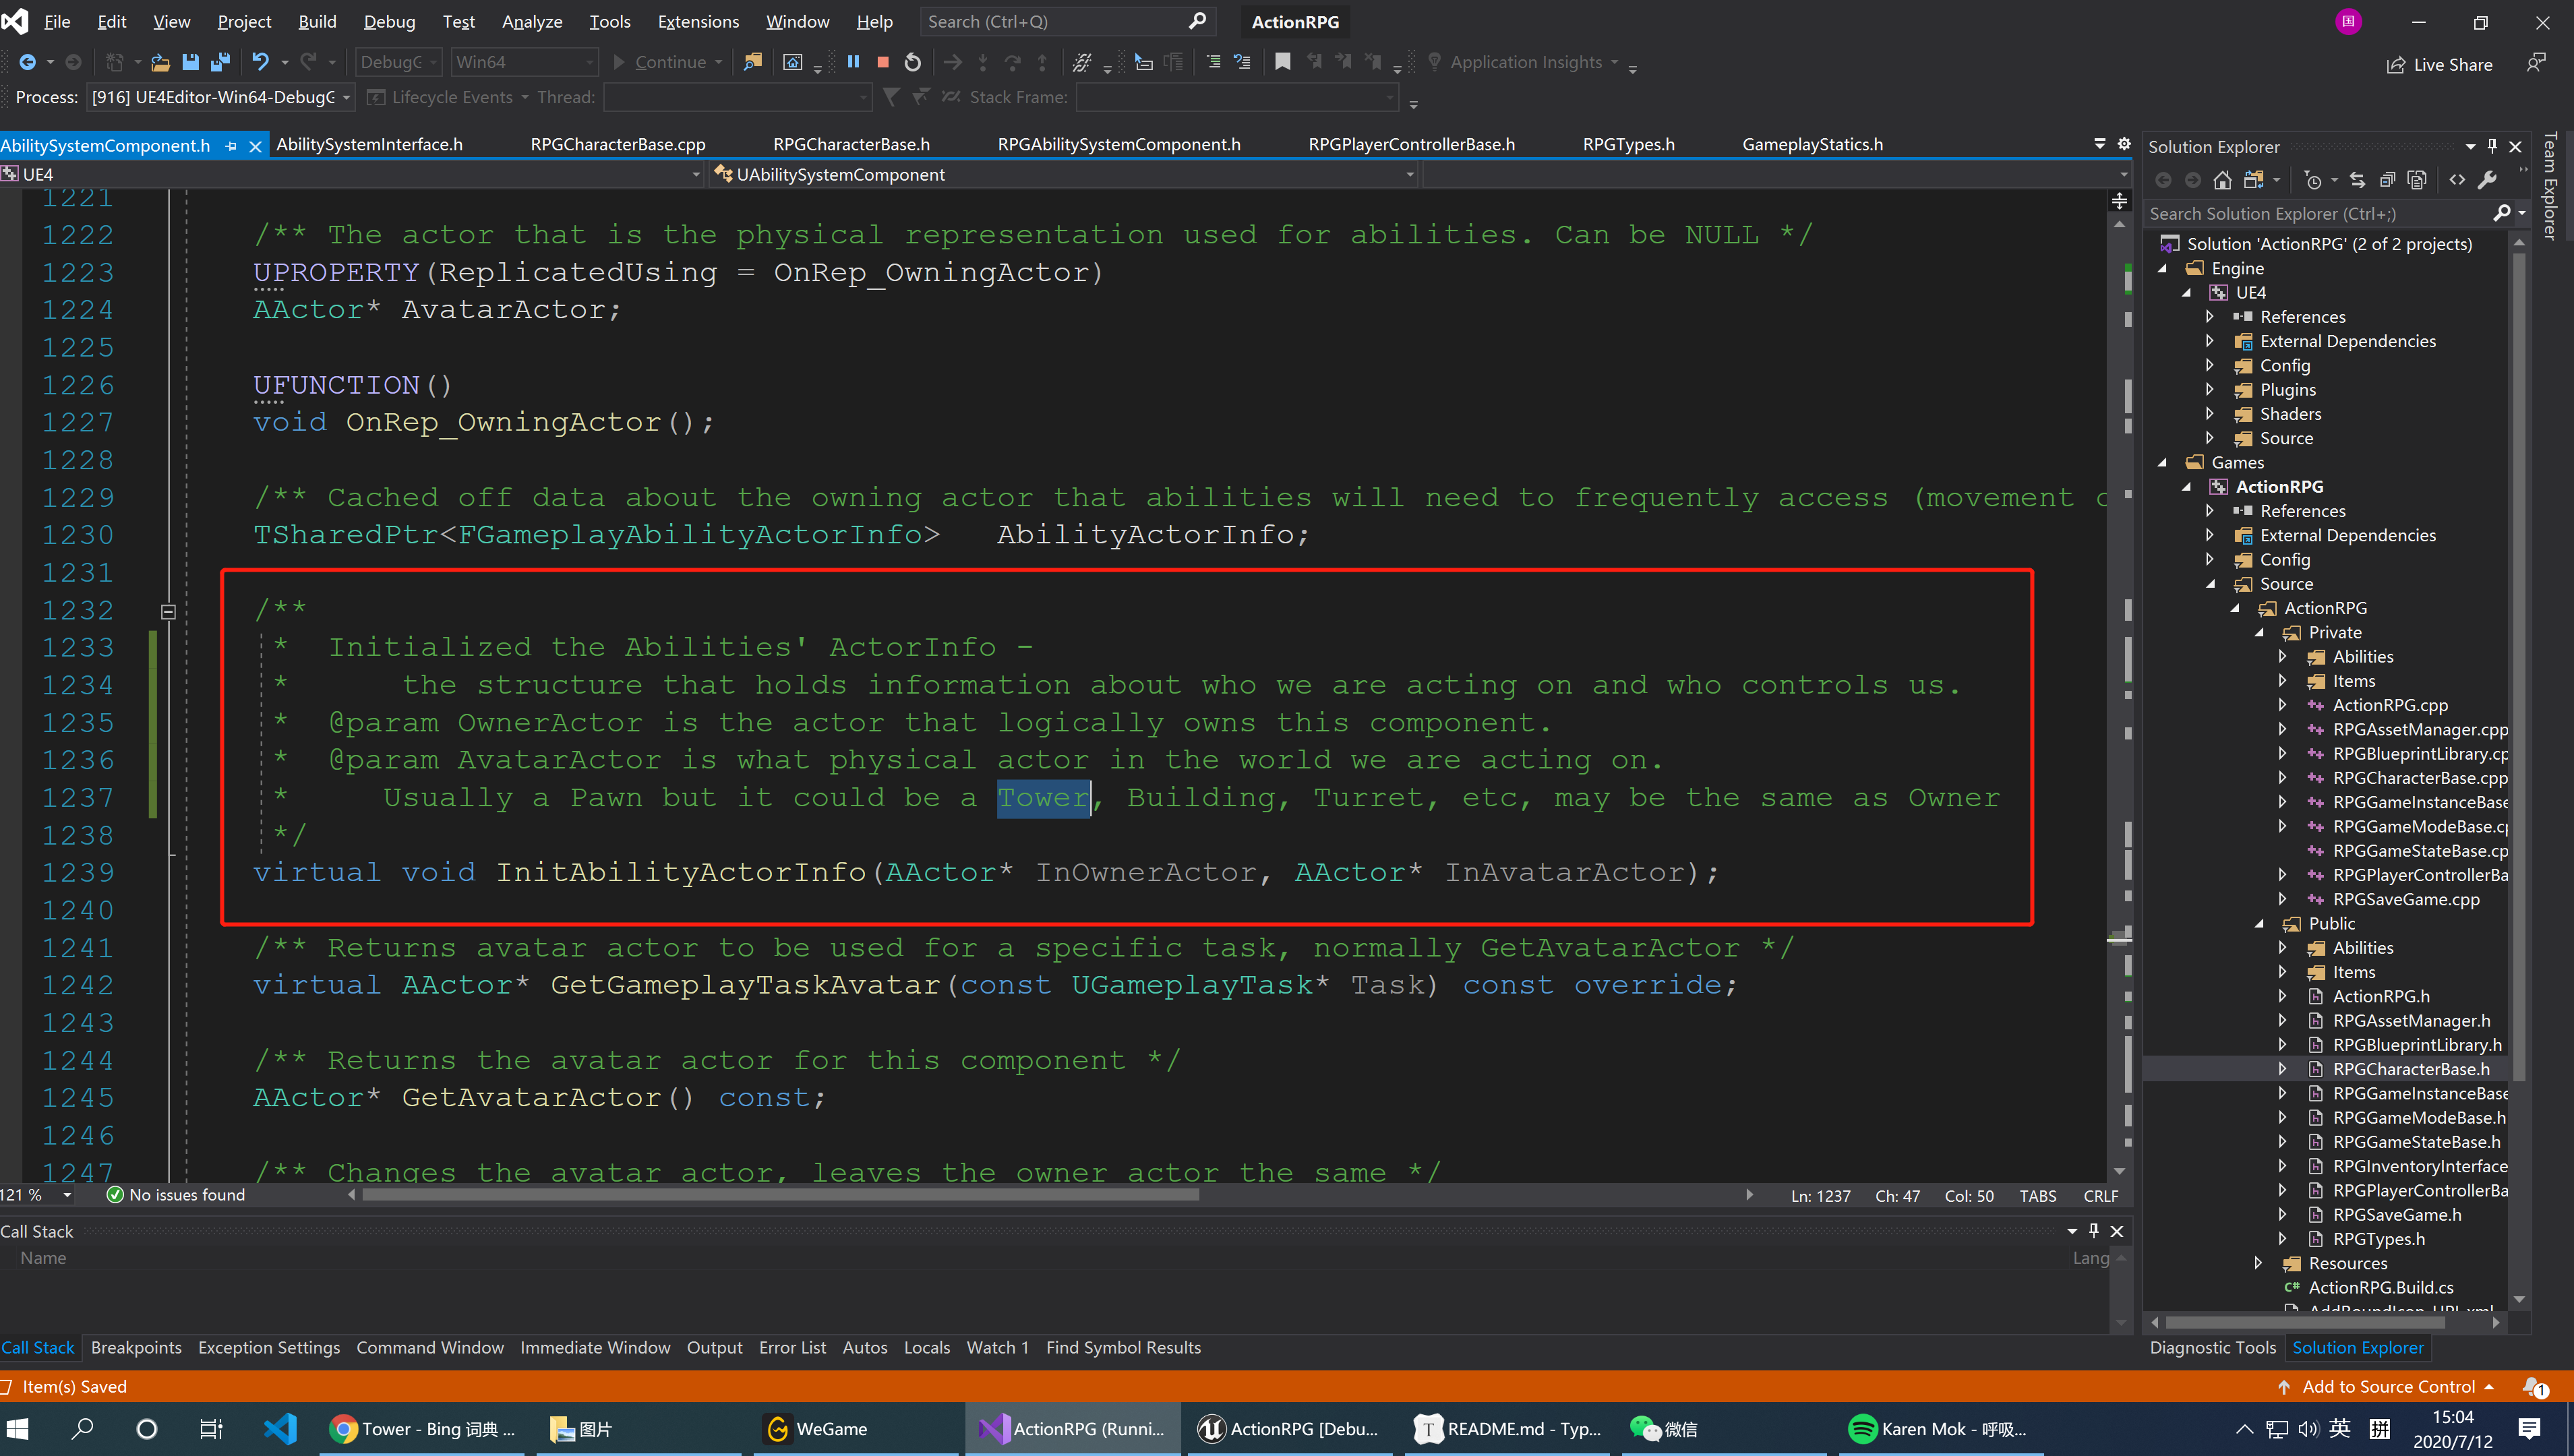 File Edit View Project Build Debug Test Analyze Tools Extensions Window Help Search (Ctrl+Q) ActionRPG 国
DebugG Win64 Continue Application Insights Live Share
Process: [916] UE4Editor-Win64-DebugG Lifecycle Events Thread: Stack Frame:
AbilitySystemComponent.h AbilitySystemInterface.h RPGCharacterBase.cpp RPGCharacterBase.h RPGAbilitySystemComponent.h RPGPlayerControllerBase.h RPGTypes.h GameplayStatics.h
UE4 UAbilitySystemComponent
1221
1222 /** The actor that is the physical representation used for abilities. Can be NULL */
1223 UPROPERTY(ReplicatedUsing = OnRep_OwningActor)
1224 AActor* AvatarActor;
1225
1226 UFUNCTION()
1227 void OnRep_OwningActor();
1228
1229 /** Cached off data about the owning actor that abilities will need to frequently access (movement c
1230 TSharedPtr<FGameplayAbilityActorInfo> AbilityActorInfo;
1231
1232 /**
1233 * Initialized the Abilities' ActorInfo -
1234 * the structure that holds information about who we are acting on and who controls us.
1235 * @param OwnerActor is the actor that logically owns this component.
1236 * @param AvatarActor is what physical actor in the world we are acting on.
1237 * Usually a Pawn but it could be a Tower, Building, Turret, etc, may be the same as Owner
1238 */
1239 virtual void InitAbilityActorInfo(AActor* InOwnerActor, AActor* InAvatarActor);
1240
1241 /** Returns avatar actor to be used for a specific task, normally GetAvatarActor */
1242 virtual AActor* GetGameplayTaskAvatar(const UGameplayTask* Task) const override;
1243
1244 /** Returns the avatar actor for this component */
1245 AActor* GetAvatarActor() const;
1246
1247 /** Changes the avatar actor, leaves the owner actor the same */
121 % No issues found Ln: 1237 Ch: 47 Col: 50 TABS CRLF
Call Stack
Name Lang
Call Stack Breakpoints Exception Settings Command Window Immediate Window Output Error List Autos Locals Watch 1 Find Symbol Results
Solution Explorer
Search Solution Explorer (Ctrl+;)
Solution 'ActionRPG' (2 of 2 projects)
Engine
UE4
References
External Dependencies
Config
Plugins
Shaders
Source
Games
ActionRPG
References
External Dependencies
Config
Source
ActionRPG
Private
Abilities
Items
ActionRPG.cpp
RPGAssetManager.cpp
RPGBlueprintLibrary.cp
RPGCharacterBase.cpp
RPGGameInstanceBase
RPGGameModeBase.cp
RPGGameStateBase.cp
RPGPlayerControllerBa
RPGSaveGame.cpp
Public
Abilities
Items
ActionRPG.h
RPGAssetManager.h
RPGBlueprintLibrary.h
RPGCharacterBase.h
RPGGameInstanceBase
RPGGameModeBase.h
RPGGameStateBase.h
RPGInventoryInterface
RPGPlayerControllerBa
RPGSaveGame.h
RPGTypes.h
Resources
ActionRPG.Build.cs
Diagnostic Tools Solution Explorer
Team Explorer
Item(s) Saved Add to Source Control 1
Tower - Bing 词典 ... 图片 WeGame ActionRPG (Runni... ActionRPG [Debu... README.md - Typ... 微信 Karen Mok - 呼吸... 英 拼 15:04
2020/7/12